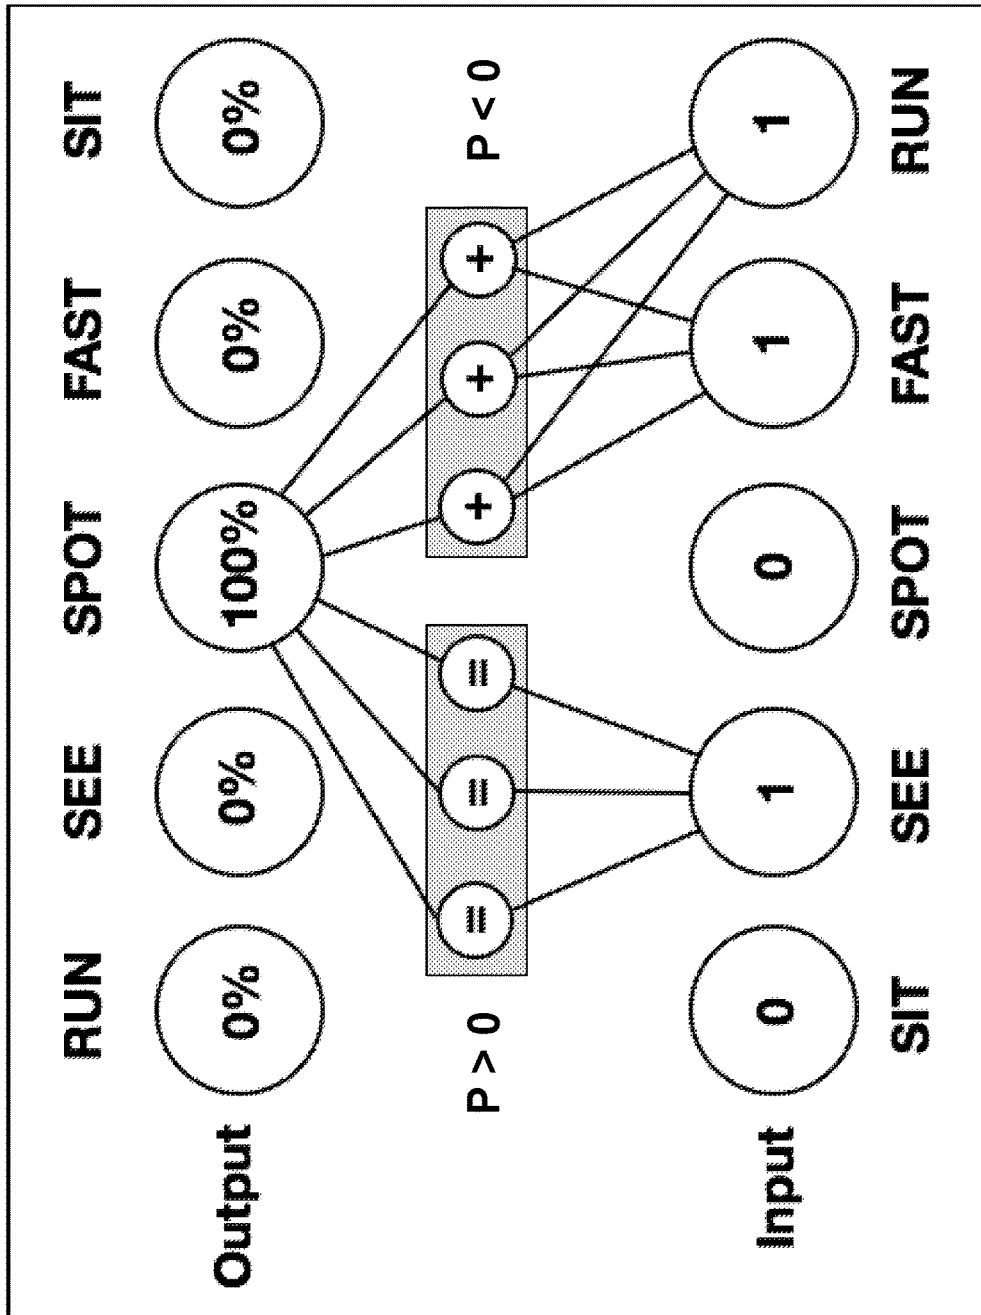 RUN SEE SPOT FAST SIT
Output 0% 0% 100% 0% 0%
P > 0 = = = + + + P < 0
Input 0 1 0 1 1
SIT SEE SPOT FAST RUN